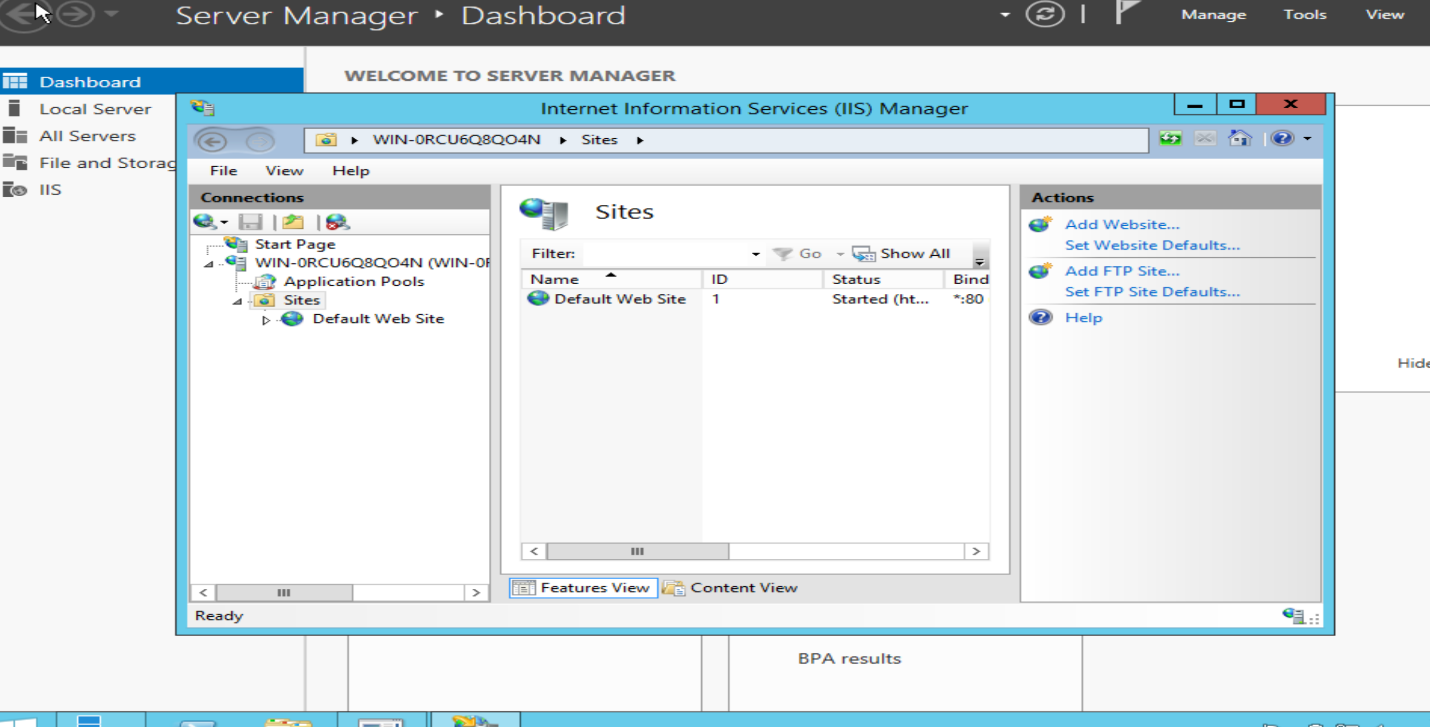 Server Manager ‣ Dashboard
Manage Tools View
Dashboard
Local Server
All Servers
File and Storag
IIS
WELCOME TO SERVER MANAGER
Internet Information Services (IIS) Manager
WIN-0RCU6Q8QO4N Sites
File View Help
Connections
Start Page
WIN-0RCU6Q8QO4N (WIN-0R
Application Pools
Sites
Default Web Site
Sites
Filter: Go Show All
Name ID Status Bind
Default Web Site 1 Started (ht... *:80
Features View Content View
Actions
Add Website...
Set Website Defaults...
Add FTP Site...
Set FTP Site Defaults...
Help
Ready
Hide
BPA results